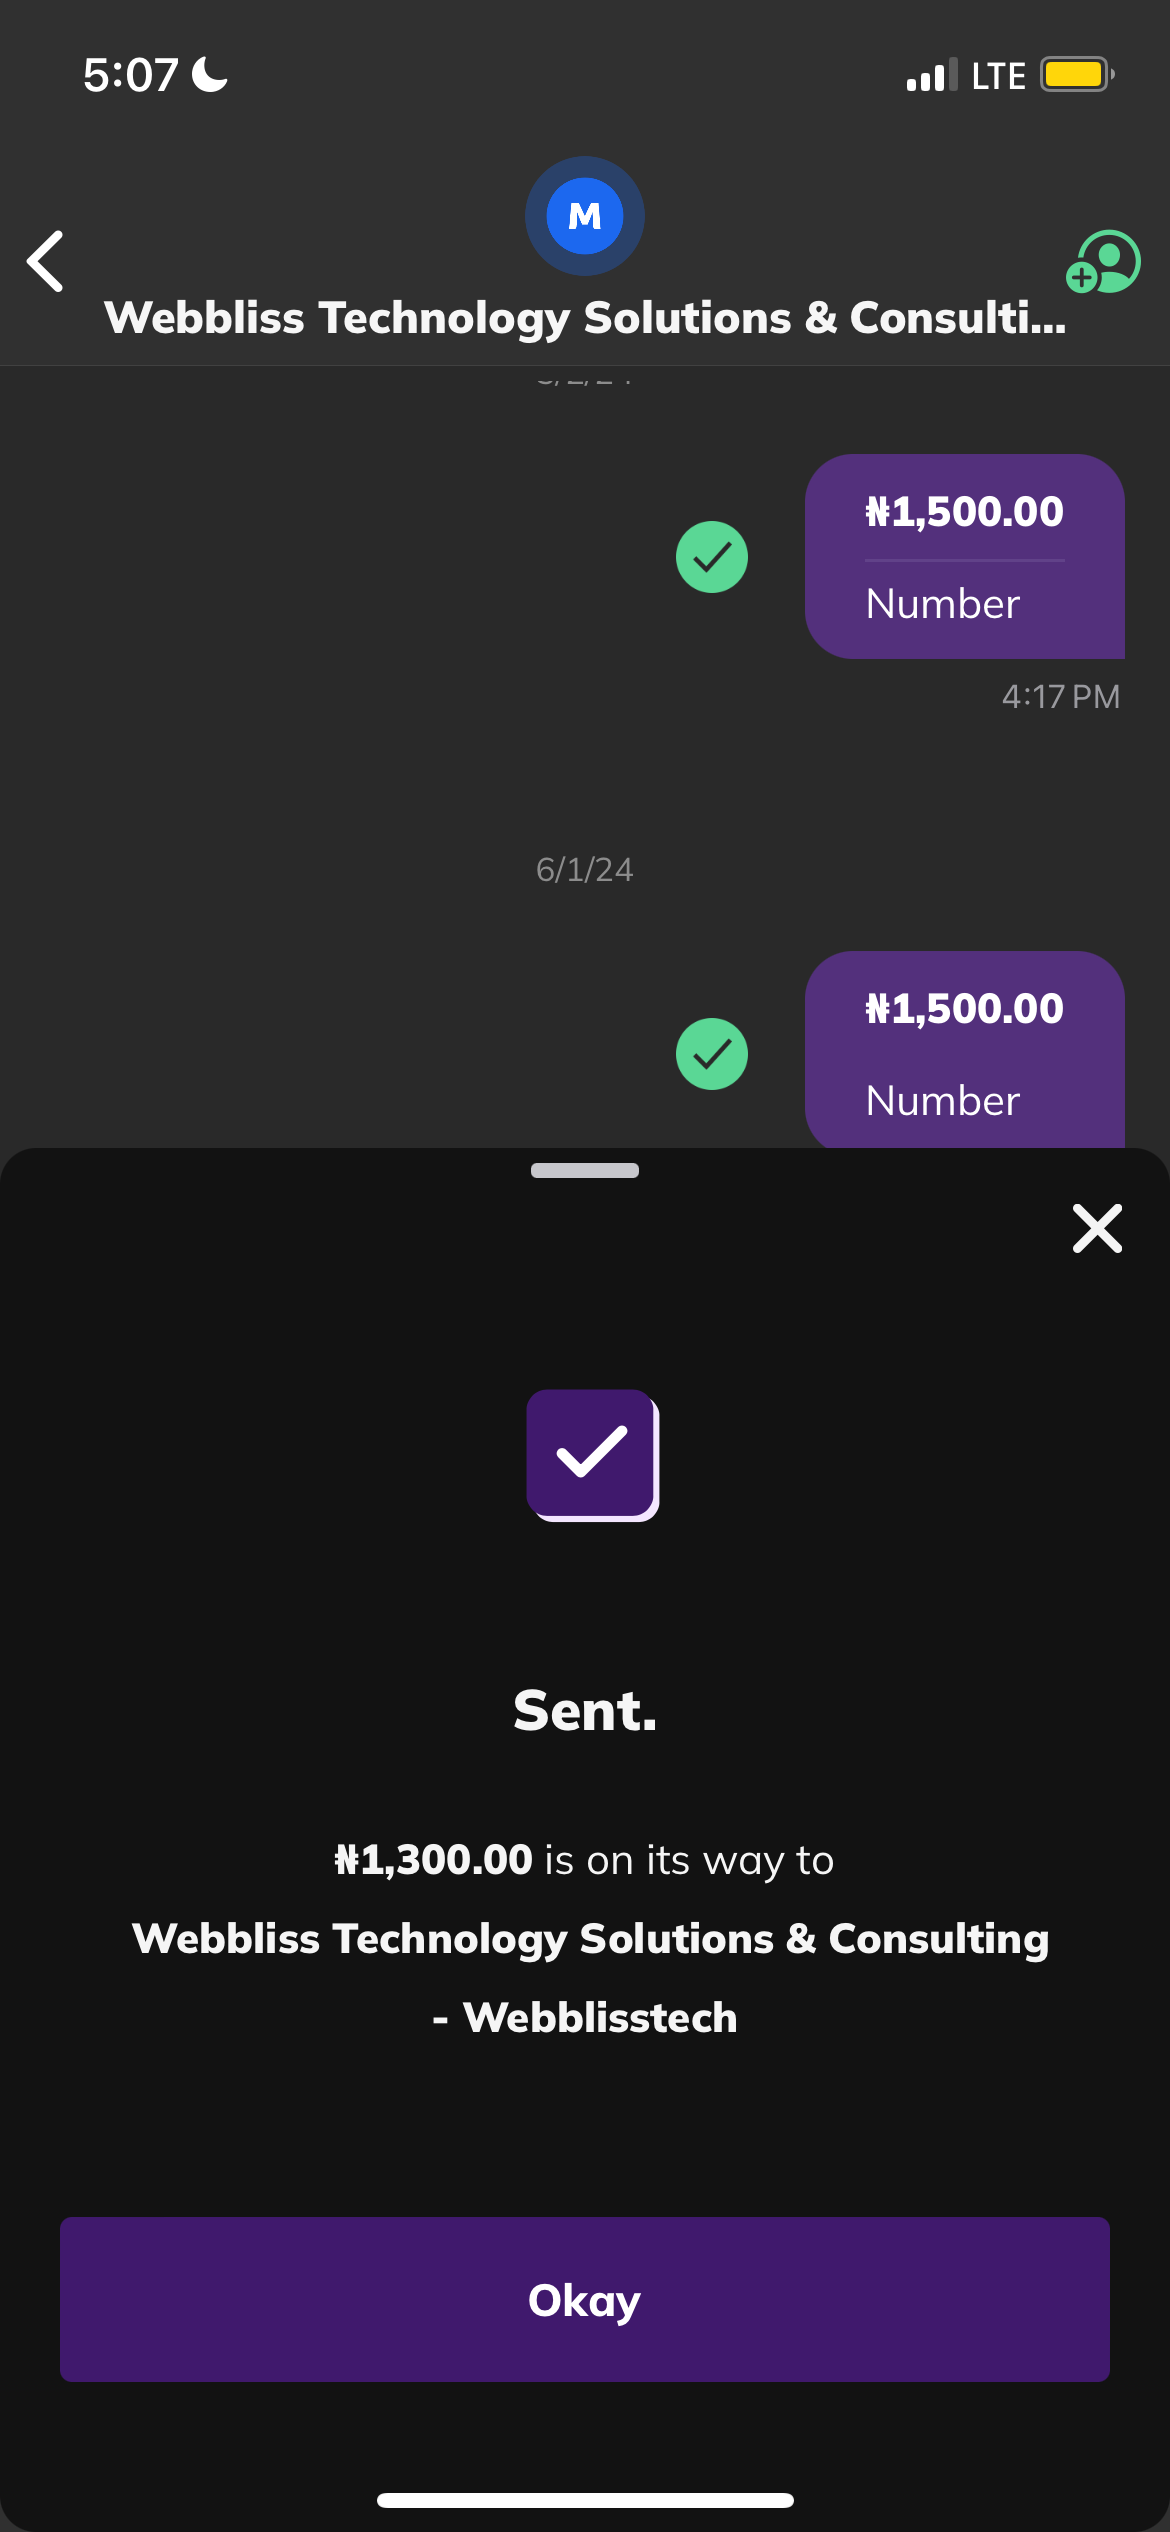 5:07
LTE
M
Webbliss Technology Solutions & Consulti...
₦1,500.00
Number
4:17 PM
6/1/24
₦1,500.00
Number
Sent.
₦1,300.00 is on its way to
Webbliss Technology Solutions & Consulting
- Webblisstech
Okay